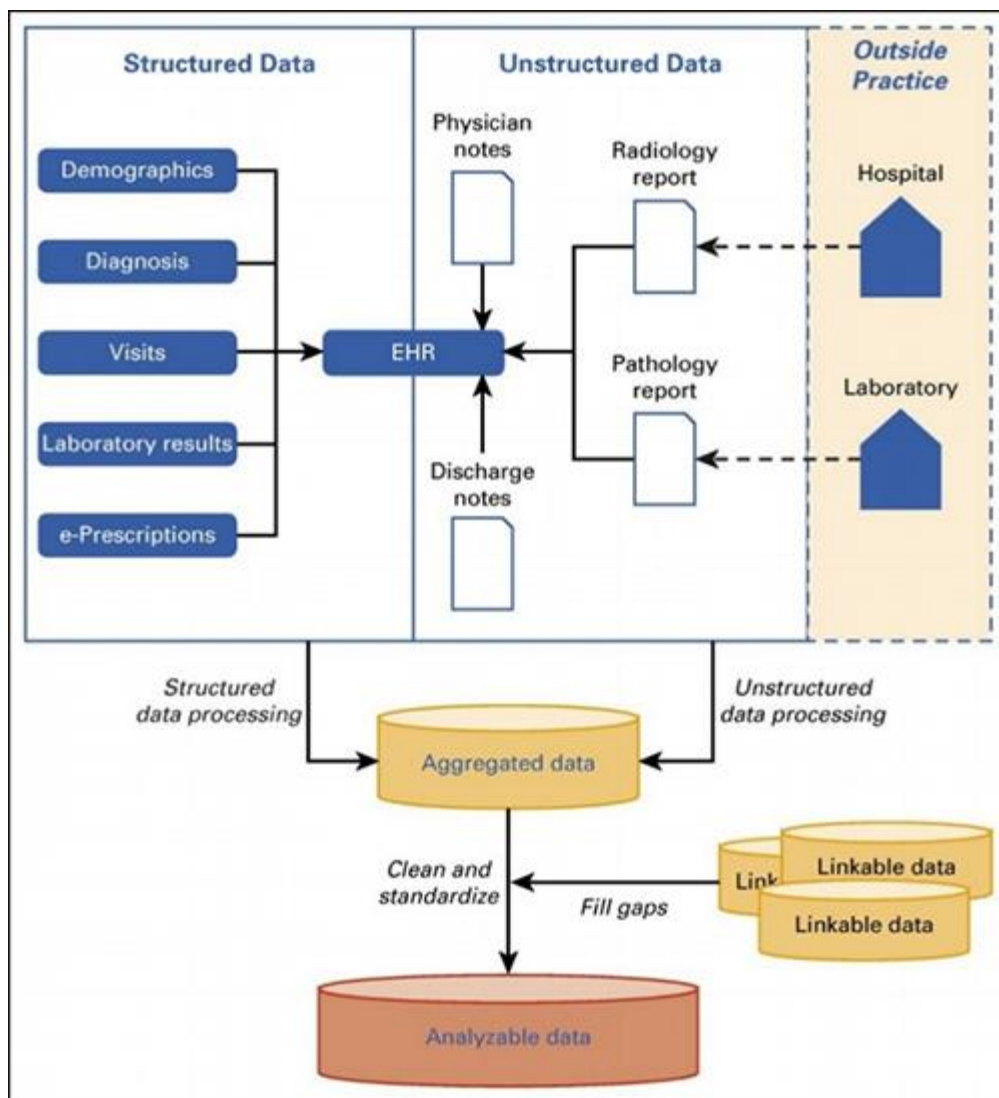 Structured Data
Unstructured Data
Outside
Practice
Demographics
Diagnosis
Visits
Laboratory results
e-Prescriptions
Physician
notes
EHR
Discharge
notes
Radiology
report
Pathology
report
Hospital
Laboratory
Structured
data processing
Unstructured
data processing
Aggregated data
Clean and
standardize
Fill gaps
Link
Linkable data
Linkable data
Analyzable data